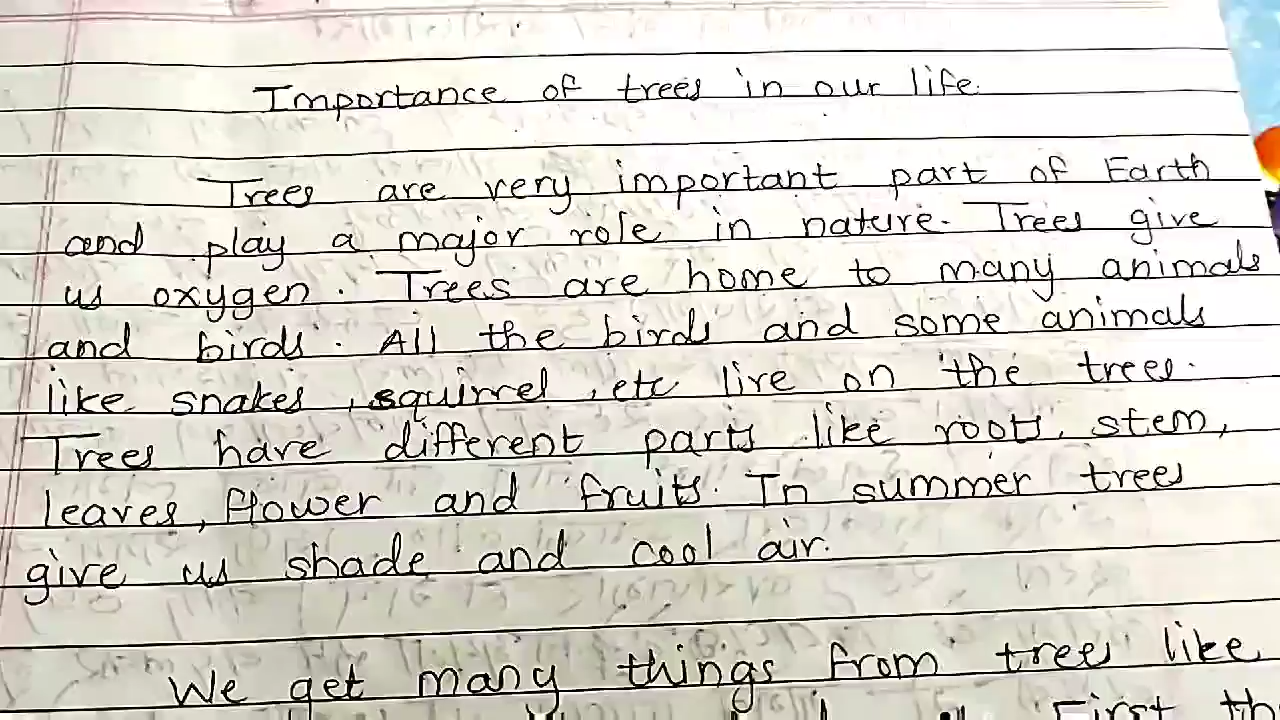 Importance of trees in our life.
Trees are very important part of Earth
and play a major role in nature. Trees give
us oxygen. Trees are home to many animals
and birds. All the birds and some animals
like snakes, squirrel, etc live on the trees.
Trees have different parts like roots, stem,
leaves, flower and fruits. In summer trees
give us shade and cool air.
We get many things from trees like
First th